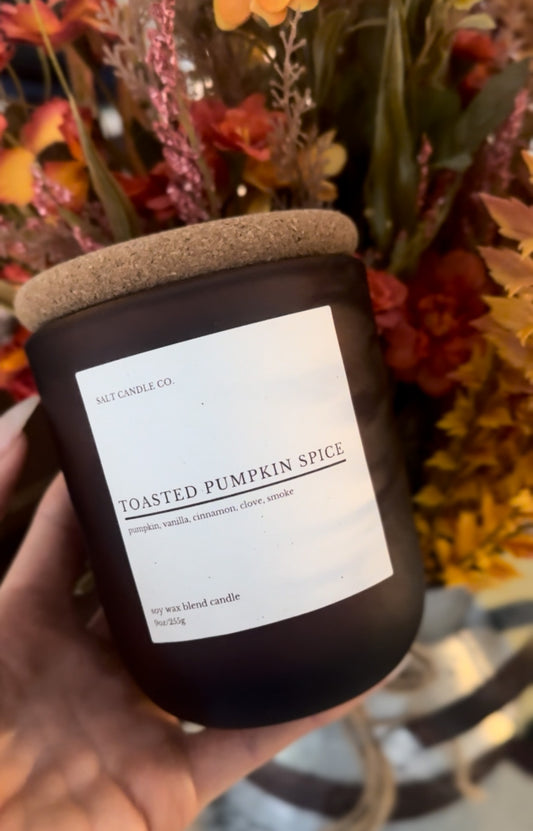 SALT CANDLE CO.
TOASTED PUMPKIN SPICE
pumpkin, vanilla, cinnamon, clove, smoke
soy wax blend candle
9oz/255g